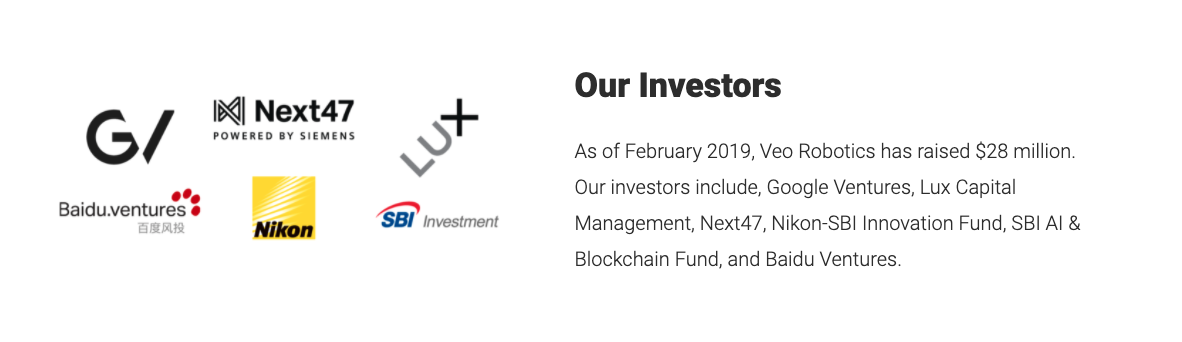 GV
Next47
POWERED BY SIEMENS
LU+
Baidu.ventures
百度风投
Nikon
SBI Investment
Our Investors
As of February 2019, Veo Robotics has raised $28 million.
Our investors include, Google Ventures, Lux Capital
Management, Next47, Nikon-SBI Innovation Fund, SBI AI &
Blockchain Fund, and Baidu Ventures.